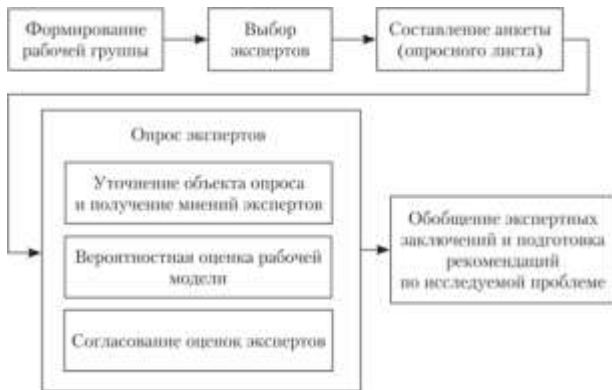 Формирование
рабочей группы
Выбор
экспертов
Составление анкеты
(опросного листа)
Опрос экспертов
Уточнение объекта опроса
и получение мнений экспертов
Вероятностная оценка рабочей
модели
Согласование оценок экспертов
Обобщение экспертных
заключений и подготовка
рекомендаций
по исследуемой проблеме